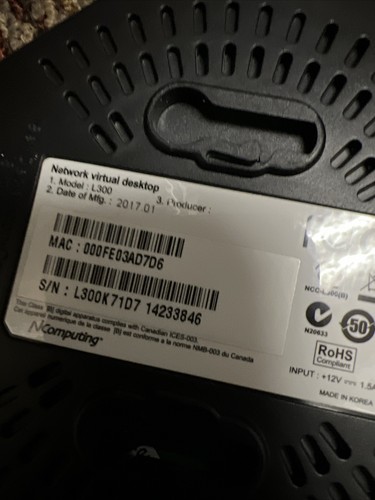 Network virtual desktop
1. Model : L300
2. Date of Mfg. : 2017.01 3. Producer :
MAC : 000FE03AD7D6
S/N : L300K71D7 14233846
This Class [B] digital apparatus complies with Canadian ICES-003.
Cet appareil numérique de la classe [B] est conforme à la norme NMB-003 du Canada
NComputing
N20633
50
RoHS
Compliant
INPUT : +12V 1.5A
MADE IN KOREA